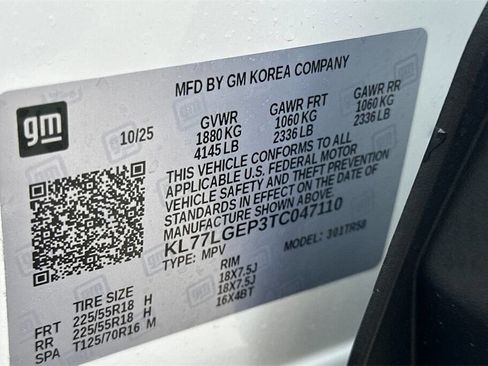 MFD BY GM KOREA COMPANY
gm
10/25
GVWR GAWR FRT GAWR RR
1880 KG 1060 KG 1060 KG
4145 LB 2336 LB 2336 LB
THIS VEHICLE CONFORMS TO ALL
APPLICABLE U.S. FEDERAL MOTOR
VEHICLE SAFETY AND THEFT PREVENTION
STANDARDS IN EFFECT ON THE DATE OF
MANUFACTURE SHOWN ABOVE.
KL77LGEP3TC047110
TYPE: MPV MODEL: 301TR58
TIRE SIZE RIM
FRT 225/55R18 H 18X7.5J
RR 225/55R18 H 18X7.5J
SPA T125/70R16 M 16X4BT